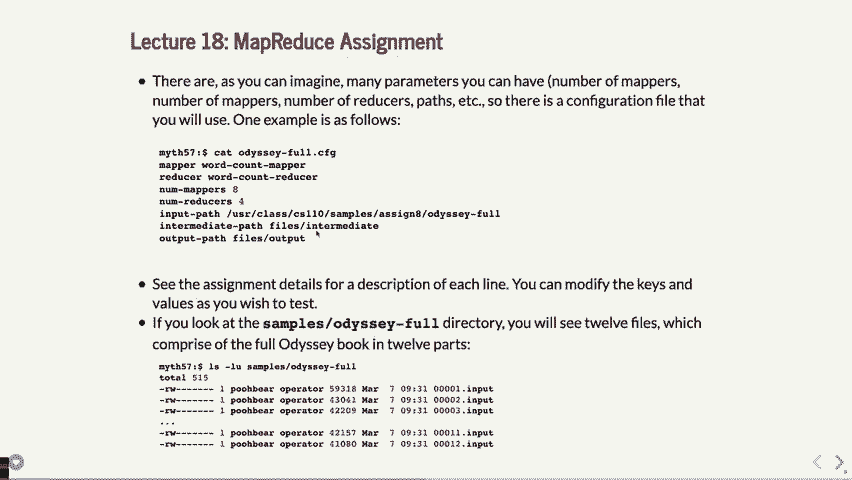 Lecture 18: MapReduce Assignment
• There are, as you can imagine, many parameters you can have (number of mappers,
number of mappers, number of reducers, paths, etc., so there is a configuration file that
you will use. One example is as follows:
myth57:$ cat odyssey-full.cfg
mapper word-count-mapper
reducer word-count-reducer
num-mappers 8
num-reducers 4
input-path /usr/class/cs110/samples/assign8/odyssey-full
intermediate-path files/intermediate
output-path files/output
• See the assignment details for a description of each line. You can modify the keys and
values as you wish to test.
• If you look at the samples/odyssey-full directory, you will see twelve files, which
comprise of the full Odyssey book in twelve parts:
myth57:$ ls -lu samples/odyssey-full
total 515
-rw------- 1 poohbear operator 59318 Mar 7 09:31 00001.input
-rw------- 1 poohbear operator 43041 Mar 7 09:31 00002.input
-rw------- 1 poohbear operator 42209 Mar 7 09:31 00003.input
...
-rw------- 1 poohbear operator 42157 Mar 7 09:31 00011.input
-rw------- 1 poohbear operator 41080 Mar 7 09:31 00012.input